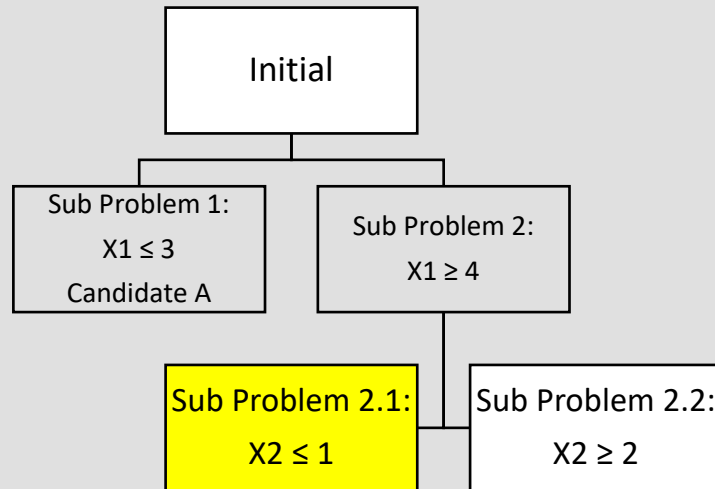 Initial
Sub Problem 1:
X1 ≤ 3
Candidate A
Sub Problem 2:
X1 ≥ 4
Sub Problem 2.1:
X2 ≤ 1
Sub Problem 2.2:
X2 ≥ 2